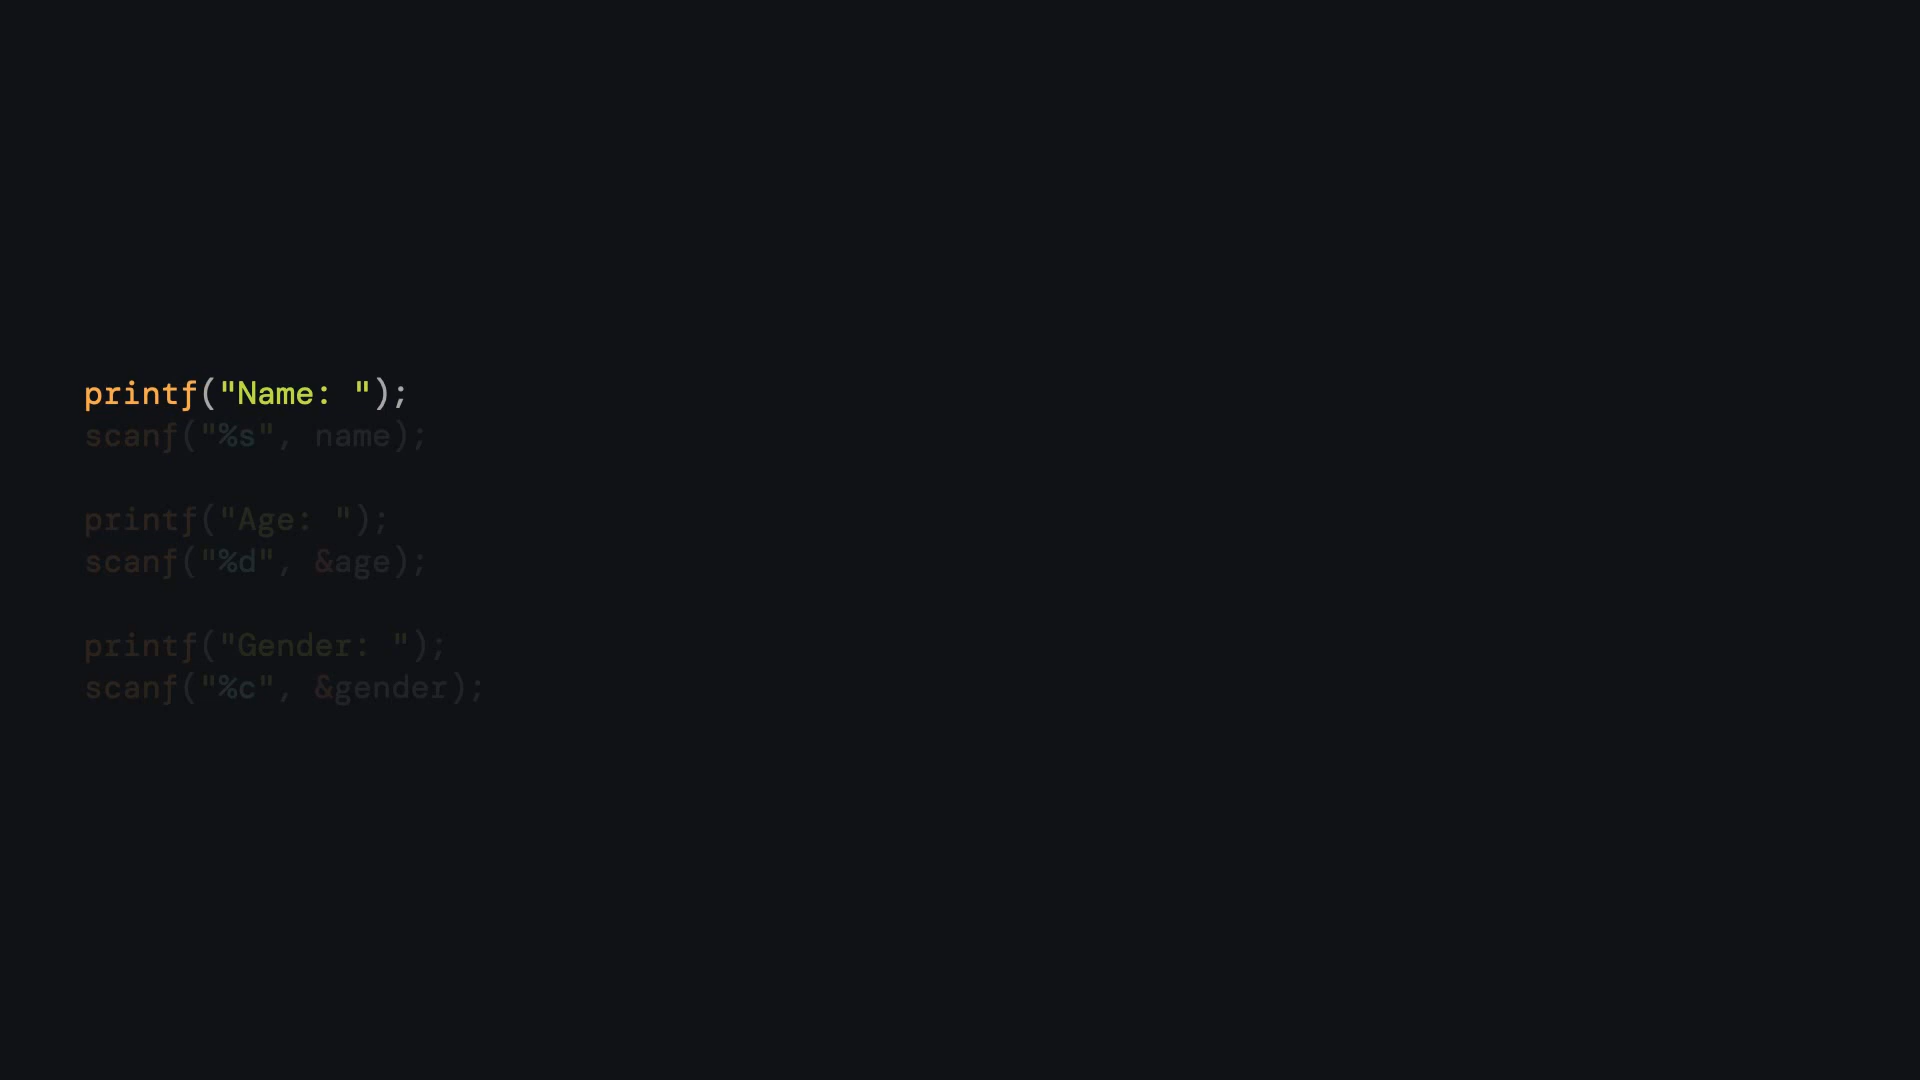 printf("Name: ");
scanf("%s", name);
printf("Age: ");
scanf("%d", &age);
printf("Gender: ");
scanf("%c", &gender);